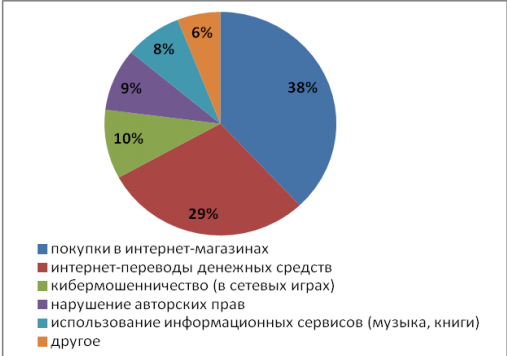 6%
8%
38%
9%
10%
29%
покупки в интернет-магазинах
интернет-переводы денежных средств
кибермошенничество (в сетевых играх)
нарушение авторских прав
использование информационных сервисов (музыка, книги)
другое